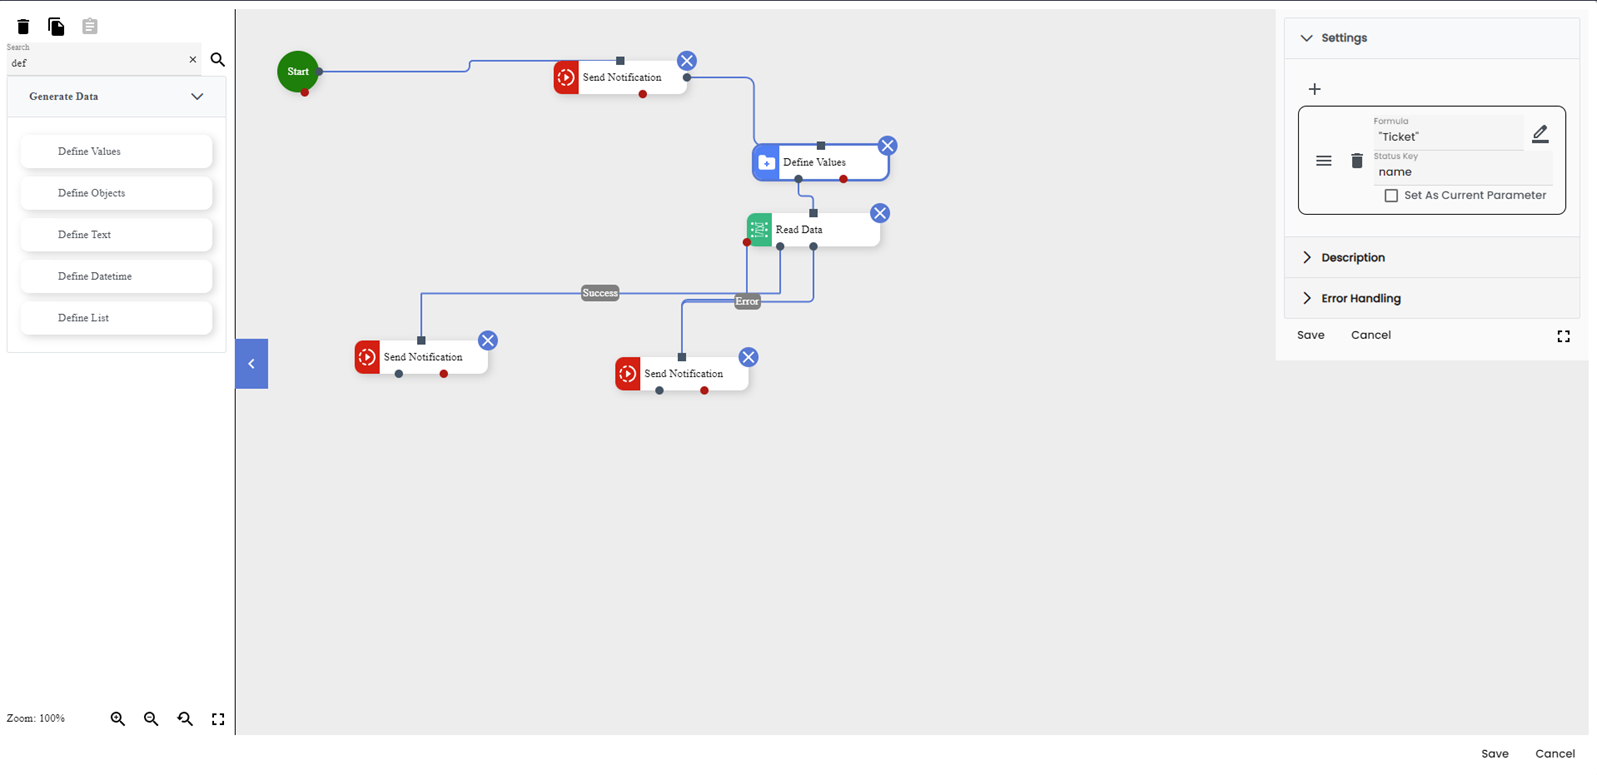 Search
def
Generate Data
Define Values
Define Objects
Define Text
Define Datetime
Define List
Zoom: 100%
Start
Send Notification
Define Values
Read Data
Success
Error
Send Notification
Send Notification
Settings
Formula
"Ticket"
Status Key
name
Set As Current Parameter
Description
Error Handling
Save Cancel
Save Cancel